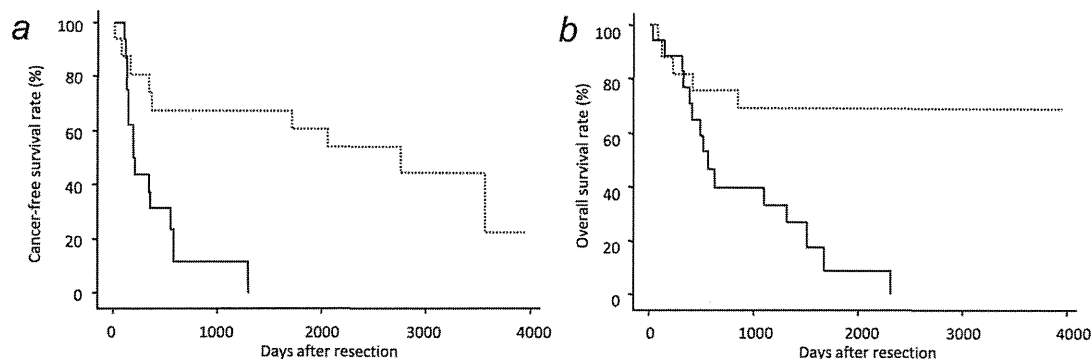 a
Cancer-free survival rate (%)
100
80
60
40
20
0
0 1000 2000 3000 4000
Days after resection
b
Overall survival rate (%)
100
80
60
40
20
0
0 1000 2000 3000 4000
Days after resection